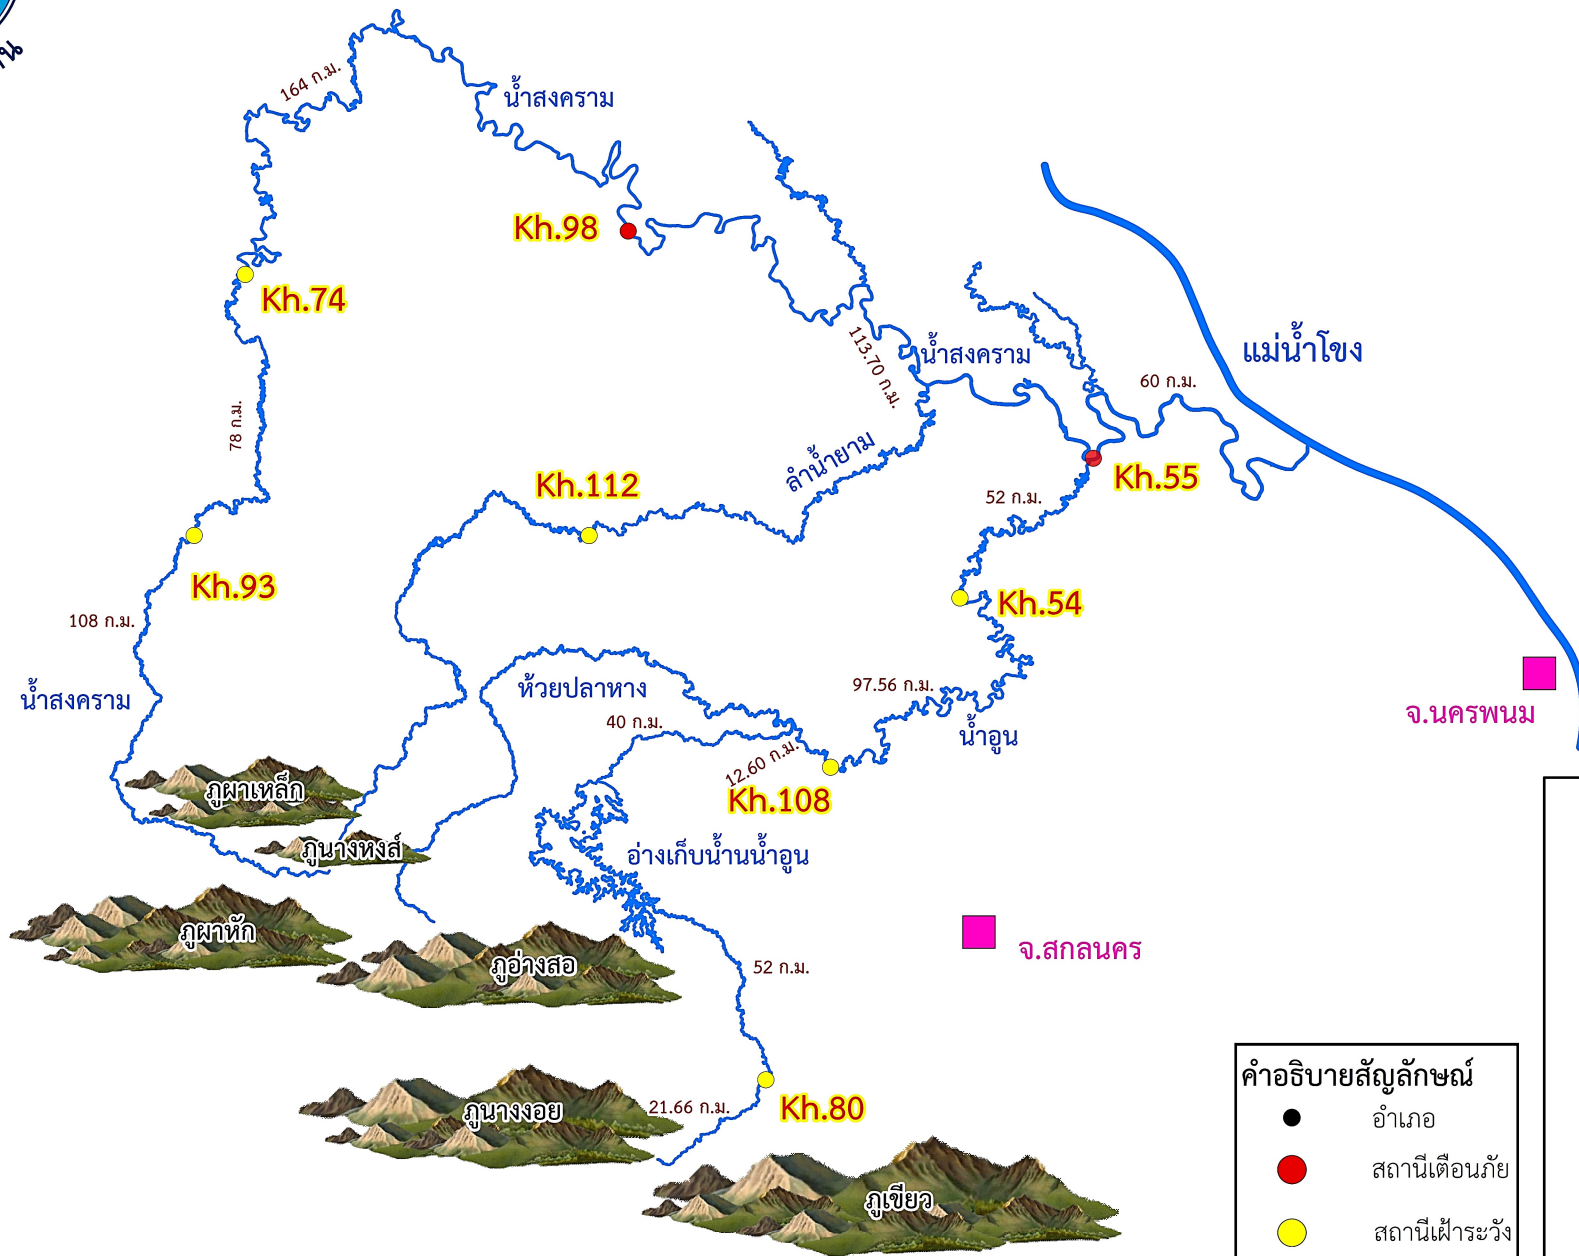 164 ก.ม.
น้ำสงคราม
Kh.98
Kh.74
แม่น้ำโขง
น้ำสงคราม
113.70 ก.ม.
60 ก.ม.
78 ก.ม.
ลำน้ำยาม
Kh.112
Kh.55
52 ก.ม.
Kh.93
Kh.54
108 ก.ม.
น้ำสงคราม
ห้วยปลาหาง
97.56 ก.ม.
40 ก.ม.
น้ำอูน
จ.นครพนม
12.60 ก.ม.
Kh.108
ภูผาเหล็ก
ภูนางหงส์
อ่างเก็บน้ำนน้ำอูน
ภูผาหัก
ภูอ่างสอ
จ.สกลนคร
52 ก.ม.
ภูนางงอย
21.66 ก.ม.
Kh.80
ภูเขียว
คำอธิบายสัญลักษณ์
อำเภอ
สถานีเตือนภัย
สถานีเฝ้าระวัง